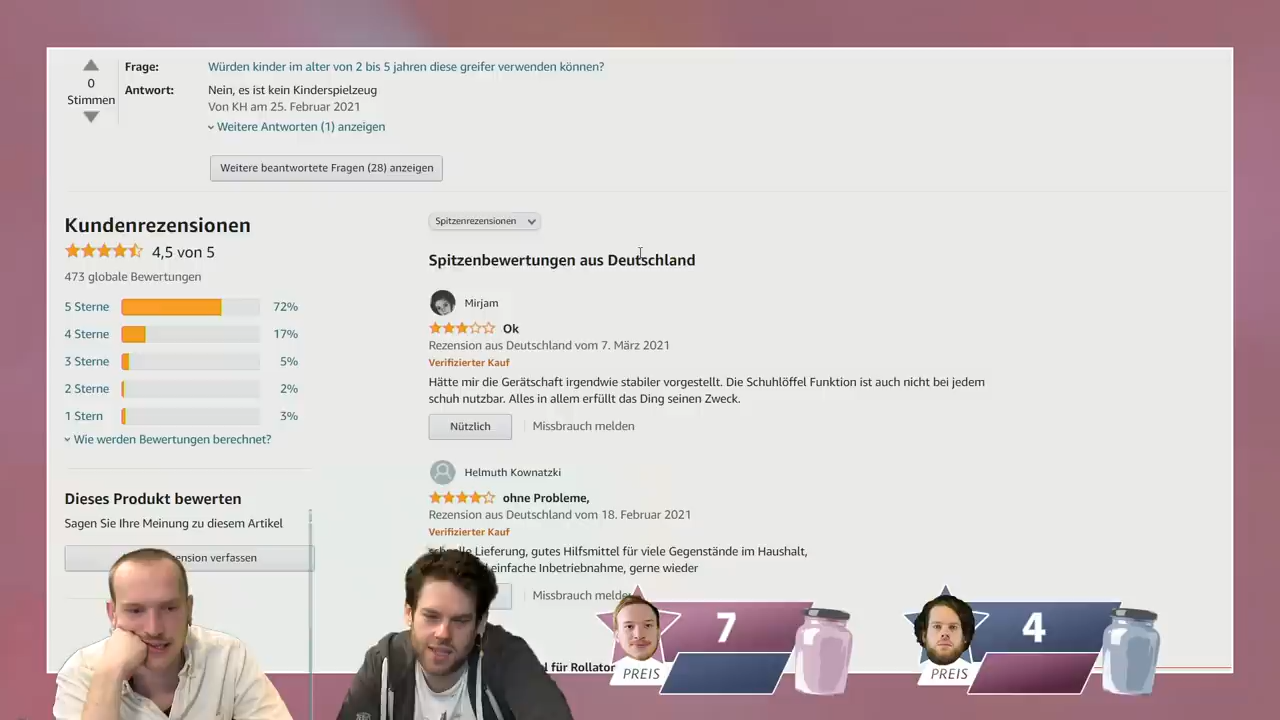 Frage:
Würden kinder im alter von 2 bis 5 jahren diese greifer verwenden können?
0
Stimmen
Antwort:
Nein, es ist kein Kinderspielzeug
Von KH am 25. Februar 2021
Weitere Antworten (1) anzeigen
Weitere beantwortete Fragen (28) anzeigen
Kundenrezensionen
4,5 von 5
473 globale Bewertungen
5 Sterne 72%
4 Sterne 17%
3 Sterne 5%
2 Sterne 2%
1 Stern 3%
Wie werden Bewertungen berechnet?
Dieses Produkt bewerten
Sagen Sie Ihre Meinung zu diesem Artikel
verfassen
Spitzenrezensionen
Spitzenbewertungen aus Deutschland
Mirjam
Ok
Rezension aus Deutschland vom 7. März 2021
Verifizierter Kauf
Hätte mir die Gerätschaft irgendwie stabiler vorgestellt. Die Schuhlöffel Funktion ist auch nicht bei jedem
schuh nutzbar. Alles in allem erfüllt das Ding seinen Zweck.
Nützlich
Missbrauch melden
Helmuth Kownatzki
ohne Probleme,
Rezension aus Deutschland vom 18. Februar 2021
Verifizierter Kauf
Lieferung, gutes Hilfsmittel für viele Gegenstände im Haushalt,
einfache Inbetriebnahme, gerne wieder
Missbrauch
für Rollator
7
PREIS
4
PREIS